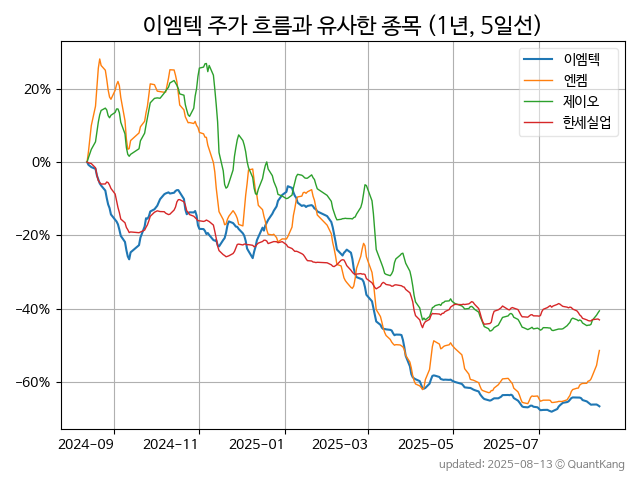 이엠텍 주가 흐름과 유사한 종목 (1년, 5일선)
이엠텍
엔켐
제이오
한세실업
20%
0%
−20%
−40%
−60%
2024-09
2024-11
2025-01
2025-03
2025-05
2025-07
updated: 2025-08-13 © QuantKang